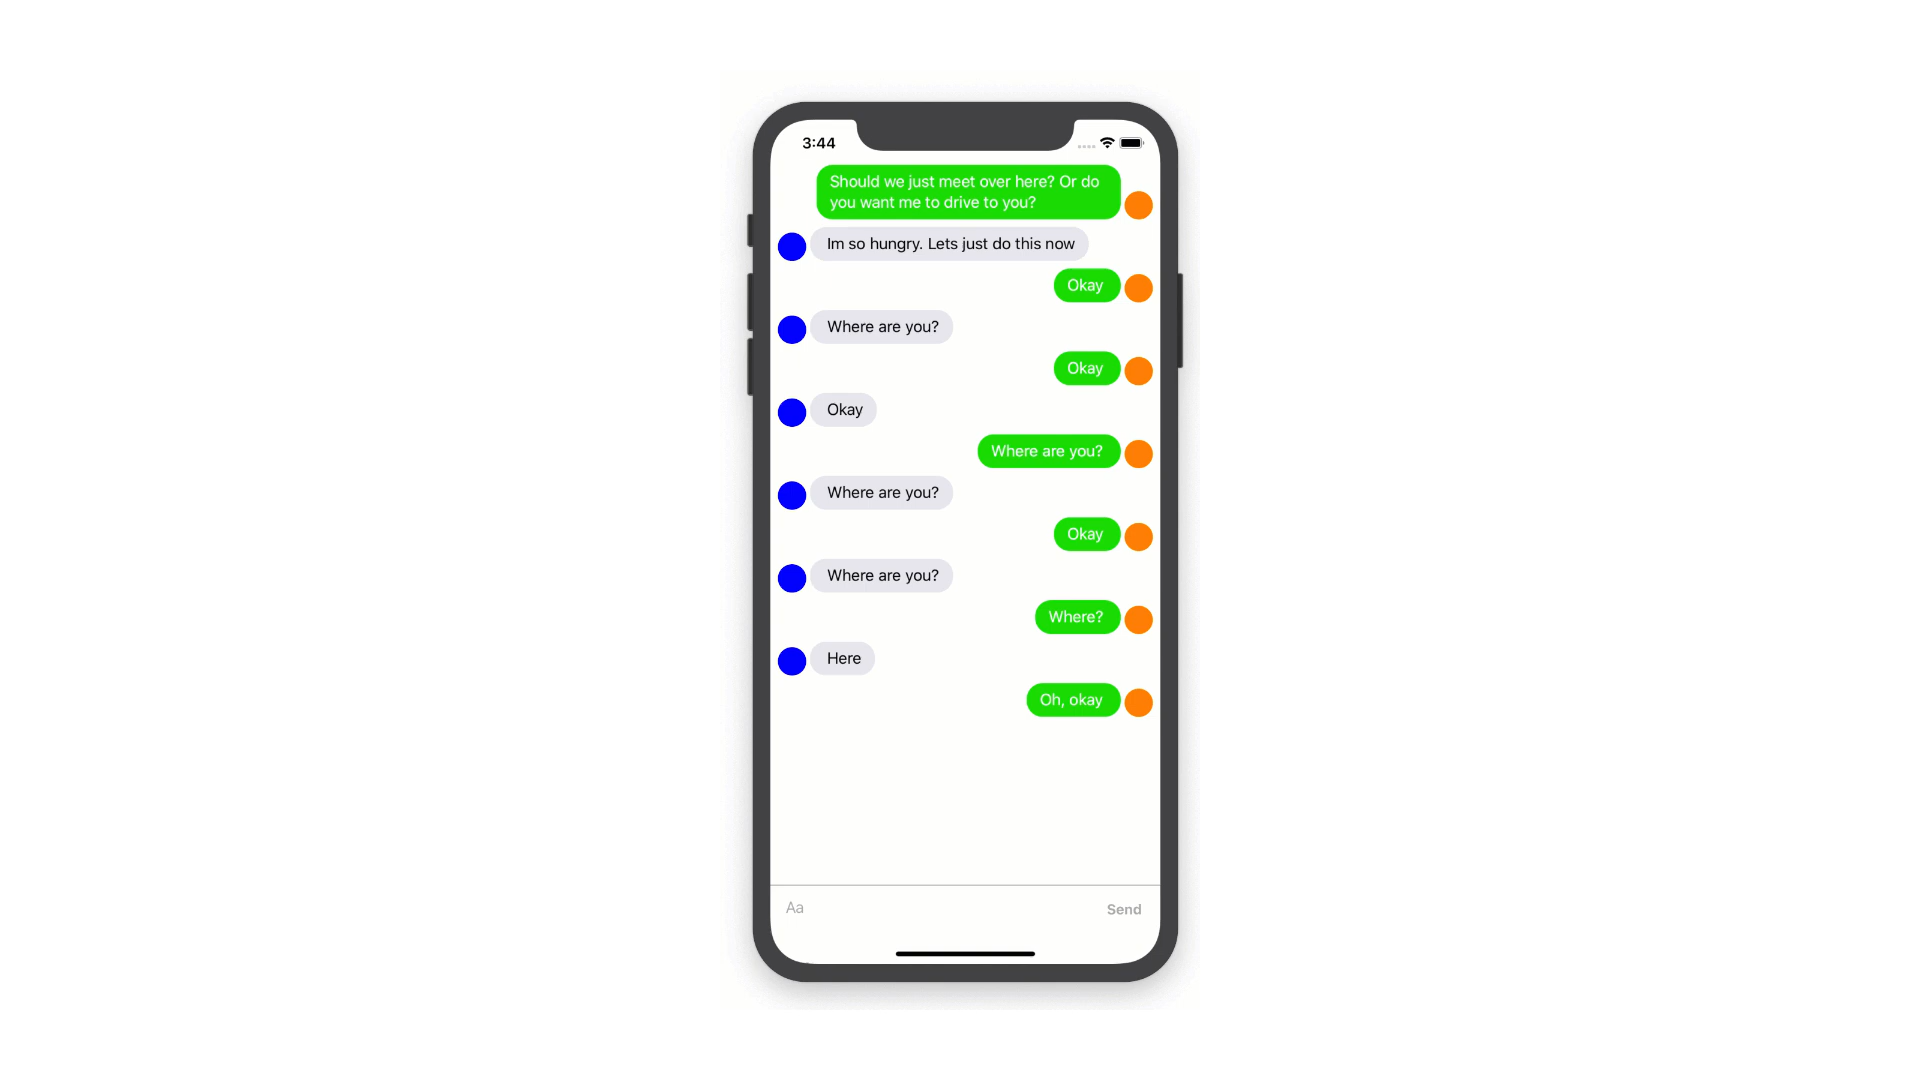 3:44
Should we just meet over here? Or do
you want me to drive to you?
Im so hungry. Lets just do this now
Okay
Where are you?
Okay
Okay
Where are you?
Where are you?
Okay
Where are you?
Where?
Here
Oh, okay
Aa
Send